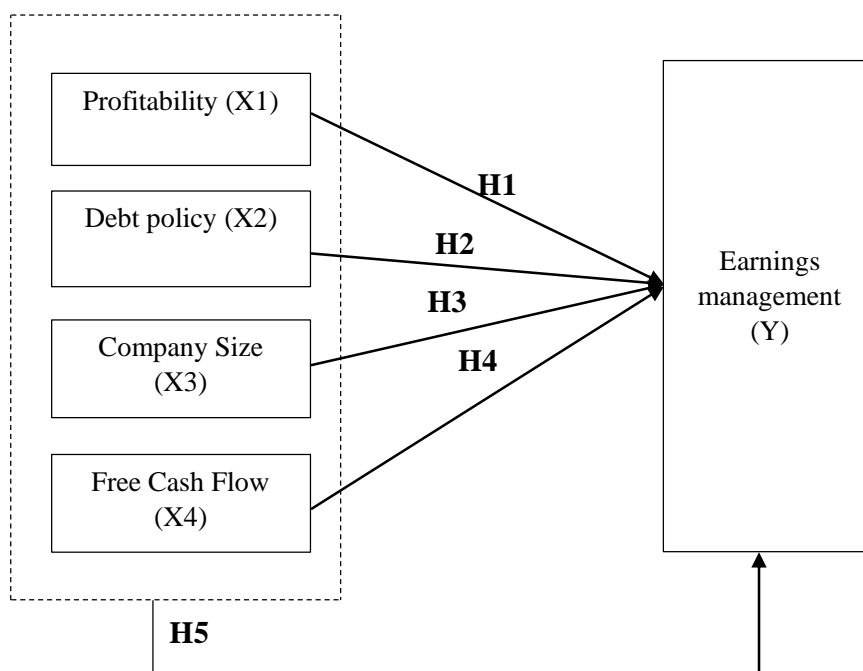 Profitability (X1)
H1
Debt policy (X2)
H2
Earnings
management
(Y)
H3
Company Size
(X3)
H4
Free Cash Flow
(X4)
H5